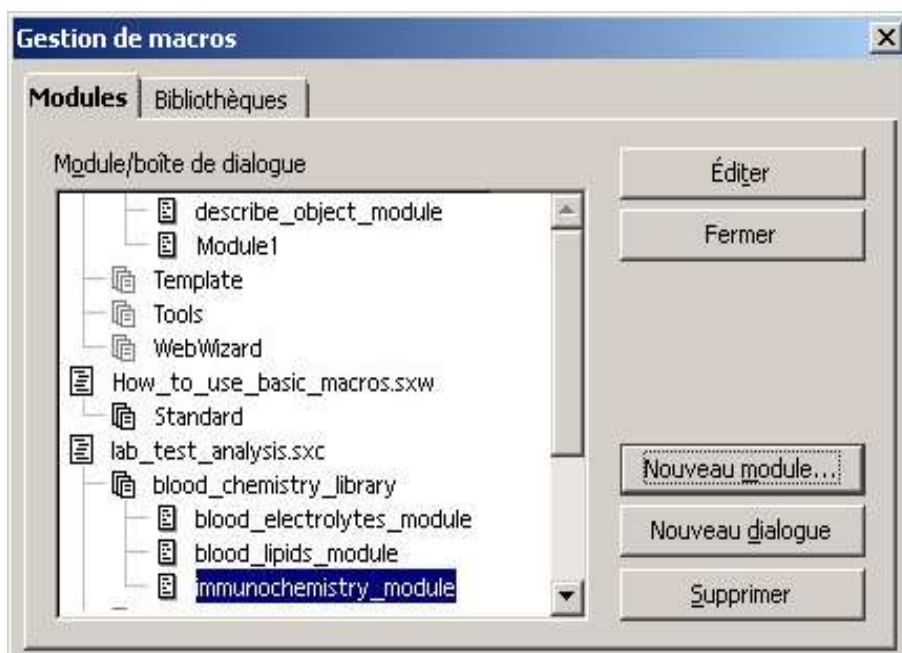 Gestion de macros
Modules
Bibliothèques
Module/boîte de dialogue
describe_object_module
Module1
Template
Tools
WebWizard
How_to_use_basic_macros.sxw
Standard
lab_test_analysis.sxc
blood_chemistry_library
blood_electrolytes_module
blood_lipids_module
immunochemistry_module
Éditer
Fermer
Nouveau module...
Nouveau dialogue
Supprimer